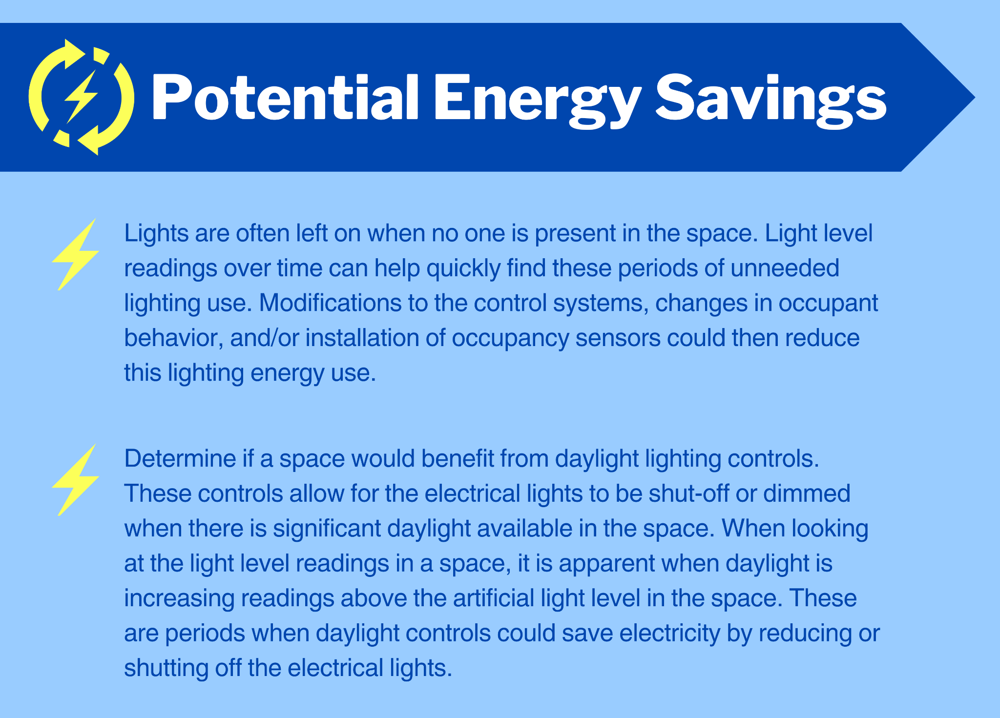 Potential Energy Savings
Lights are often left on when no one is present in the space. Light level
readings over time can help quickly find these periods of unneeded
lighting use. Modifications to the control systems, changes in occupant
behavior, and/or installation of occupancy sensors could then reduce
this lighting energy use.
Determine if a space would benefit from daylight lighting controls.
These controls allow for the electrical lights to be shut-off or dimmed
when there is significant daylight available in the space. When looking
at the light level readings in a space, it is apparent when daylight is
increasing readings above the artificial light level in the space. These
are periods when daylight controls could save electricity by reducing or
shutting off the electrical lights.